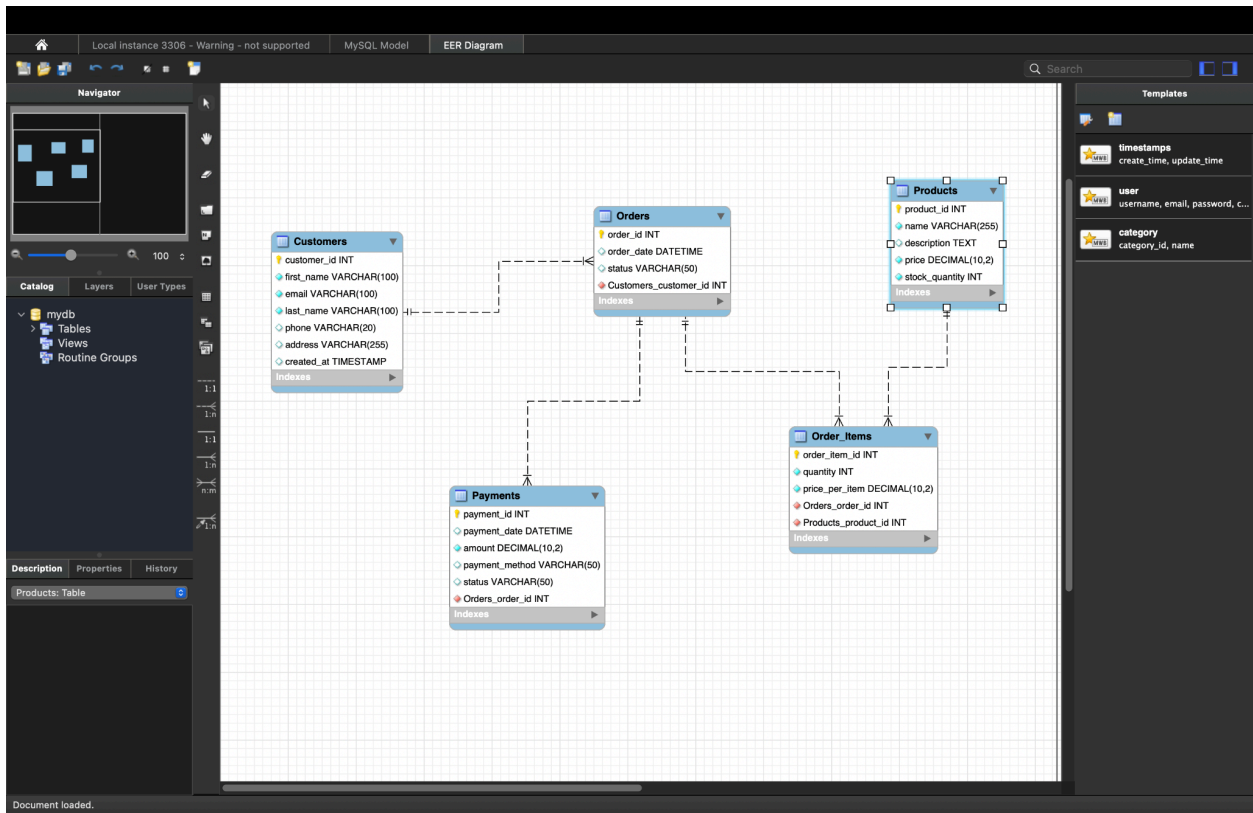 Local instance 3306 - Warning - not supported
MySQL Model
EER Diagram
Search
Navigator
100
Catalog
Layers
User Types
mydb
Tables
Views
Routine Groups
Description
Properties
History
Products: Table
1:1
1:n
1:1
1:n
n:m
1:n
Customers
customer_id INT
first_name VARCHAR(100)
email VARCHAR(100)
last_name VARCHAR(100)
phone VARCHAR(20)
address VARCHAR(255)
created_at TIMESTAMP
Indexes
Orders
order_id INT
order_date DATETIME
status VARCHAR(50)
Customers_customer_id INT
Indexes
Products
product_id INT
name VARCHAR(255)
description TEXT
price DECIMAL(10,2)
stock_quantity INT
Indexes
Payments
payment_id INT
payment_date DATETIME
amount DECIMAL(10,2)
payment_method VARCHAR(50)
status VARCHAR(50)
Orders_order_id INT
Indexes
Order_Items
order_item_id INT
quantity INT
price_per_item DECIMAL(10,2)
Orders_order_id INT
Products_product_id INT
Indexes
Templates
MWB
timestamps
create_time, update_time
MWB
user
username, email, password, c...
MWB
category
category_id, name
Document loaded.